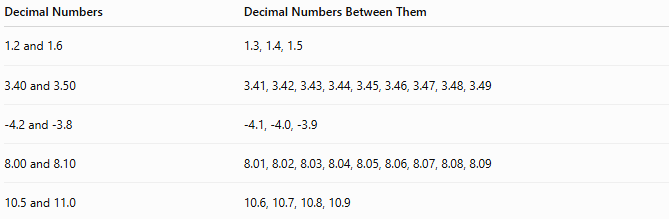 Decimal Numbers Decimal Numbers Between Them
1.2 and 1.6 1.3, 1.4, 1.5
3.40 and 3.50 3.41, 3.42, 3.43, 3.44, 3.45, 3.46, 3.47, 3.48, 3.49
-4.2 and -3.8 -4.1, -4.0, -3.9
8.00 and 8.10 8.01, 8.02, 8.03, 8.04, 8.05, 8.06, 8.07, 8.08, 8.09
10.5 and 11.0 10.6, 10.7, 10.8, 10.9